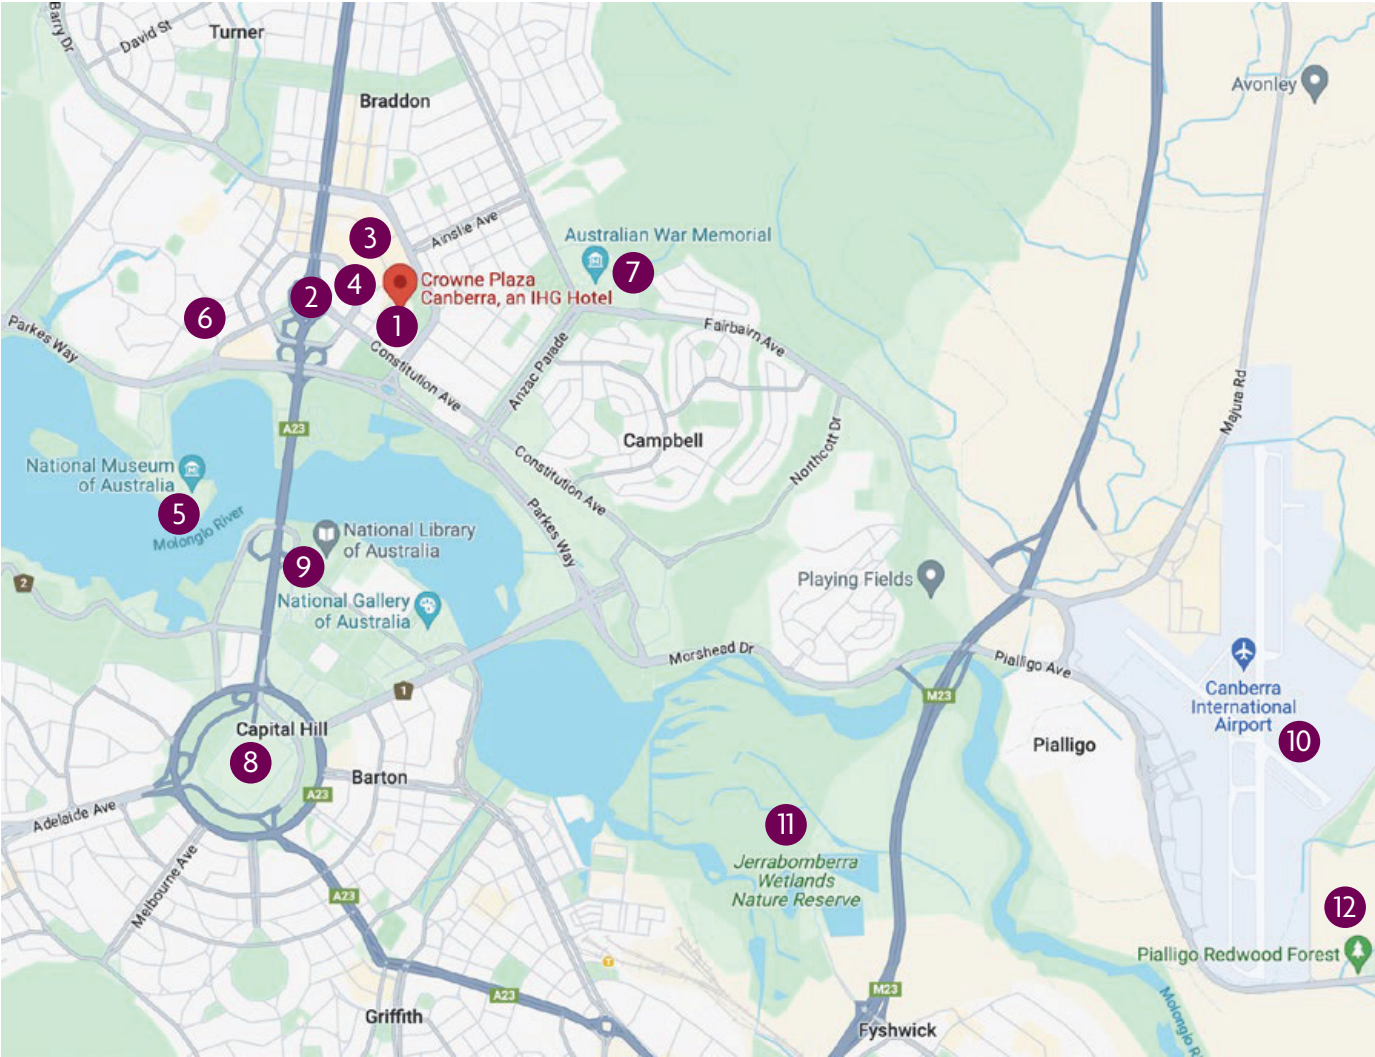 Barry Dr
David St
Turner
Braddon
Avonley
Ainslie Ave
3
Australian War Memorial
7
Crowne Plaza
Canberra, an IHG Hotel
4
2
1
6
Parkes Way
Constitution Ave
Anzac Parade
Fairbairn Ave
Majura Rd
A23
Campbell
Northcott Dr
National Museum
of Australia
5
Molonglo River
Constitution Ave
Parkes Way
National Library
of Australia
9
2
Playing Fields
National Gallery
of Australia
Morshead Dr
Pialligo Ave
1
M23
Canberra
International
Airport
10
Capital Hill
8
Pialligo
Barton
A23
Adelaide Ave
11
Jerrabomberra
Wetlands
Nature Reserve
Melbourne Ave
A23
12
Pialligo Redwood Forest
T
A23
M23
Griffith
Fyshwick
Molonglo R